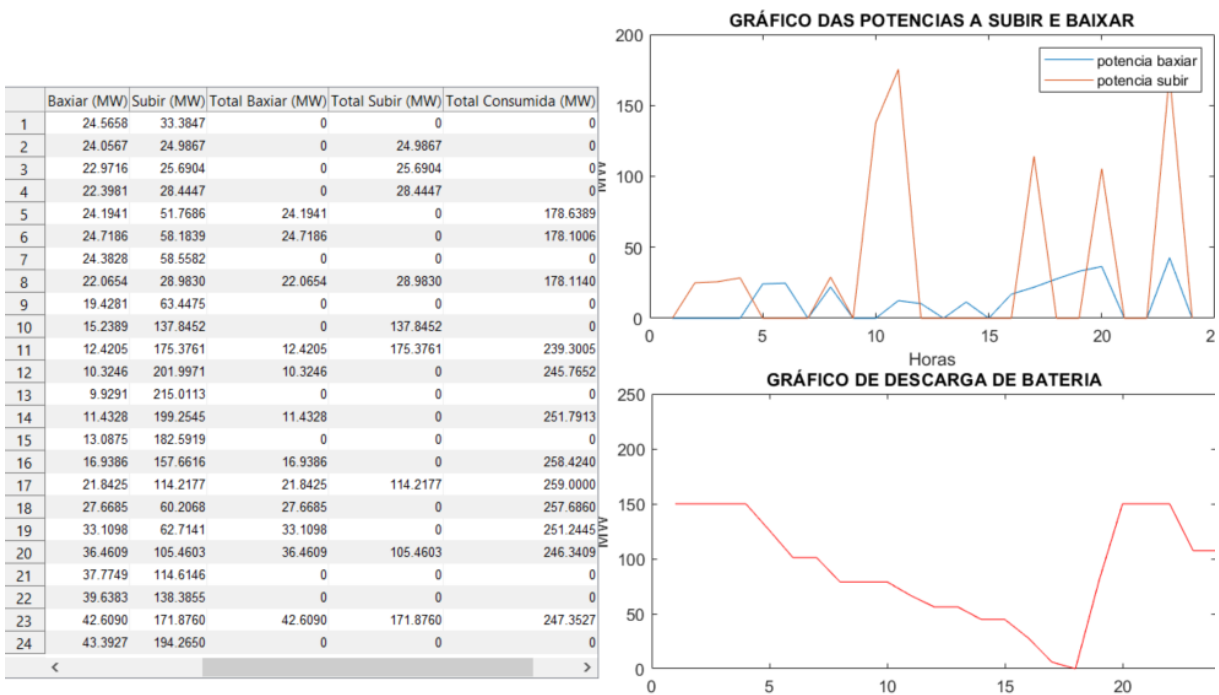 Baxiar (MW) Subir (MW) Total Baxiar (MW) Total Subir (MW) Total Consumida (MW)
1 24.5658 33.3847 0 0 0
2 24.0567 24.9867 0 24.9867 0
3 22.9716 25.6904 0 25.6904 0
4 22.3981 28.4447 0 28.4447 0
5 24.1941 51.7686 24.1941 0 178.6389
6 24.7186 58.1839 24.7186 0 178.1006
7 24.3828 58.5582 0 0 0
8 22.0654 28.9830 22.0654 28.9830 178.1140
9 19.4281 63.4475 0 0 0
10 15.2389 137.8452 0 137.8452 0
11 12.4205 175.3761 12.4205 175.3761 239.3005
12 10.3246 201.9971 10.3246 0 245.7652
13 9.9291 215.0113 0 0 0
14 11.4328 199.2545 11.4328 0 251.7913
15 13.0875 182.5919 0 0 0
16 16.9386 157.6616 16.9386 0 258.4240
17 21.8425 114.2177 21.8425 114.2177 259.0000
18 27.6685 60.2068 27.6685 0 257.6860
19 33.1098 62.7141 33.1098 0 251.2445
20 36.4609 105.4603 36.4609 105.4603 246.3409
21 37.7749 114.6146 0 0 0
22 39.6383 138.3855 0 0 0
23 42.6090 171.8760 42.6090 171.8760 247.3527
24 43.3927 194.2650 0 0 0
GRÁFICO DAS POTENCIAS A SUBIR E BAIXAR
200
potencia baxiar
potencia subir
150
100
50
0
MW
0 5 10 15 20
Horas
GRÁFICO DE DESCARGA DE BATERIA
250
200
150
100
50
0
MW
0 5 10 15 20